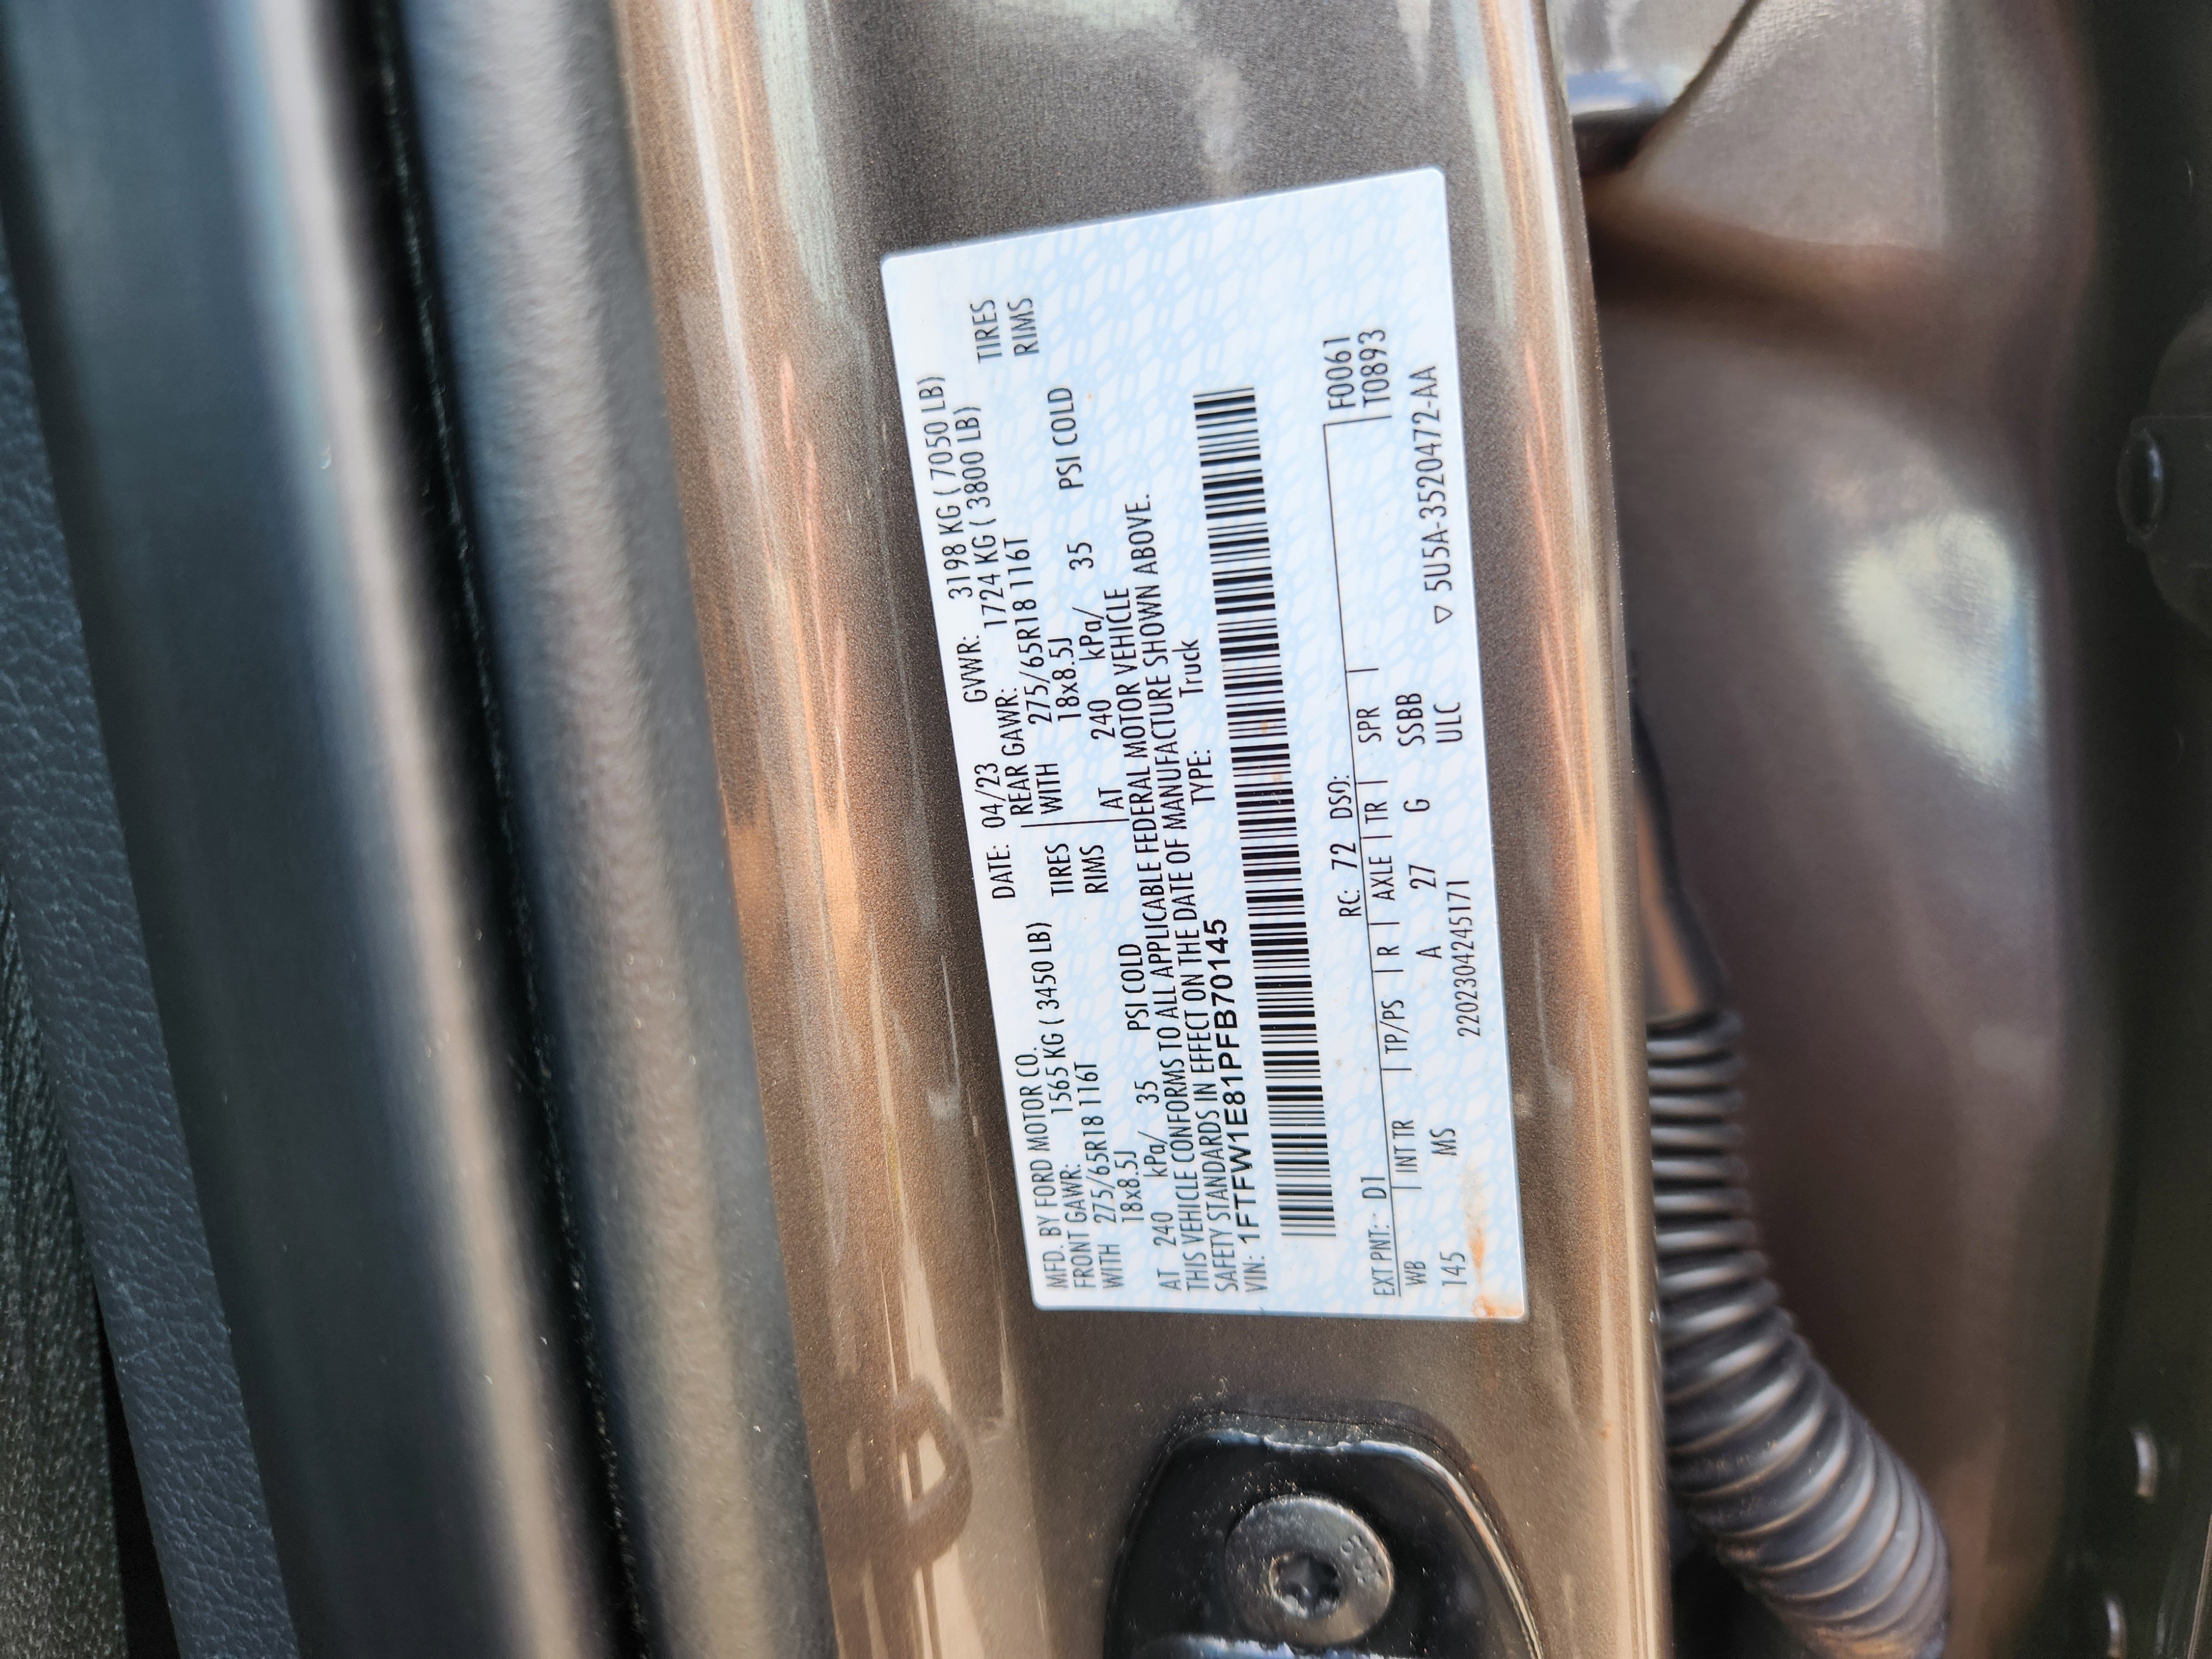 MFD. BY FORD MOTOR CO. DATE: 04/23 GVWR: 3198 KG ( 7050 LB)
FRONT GAWR: 1565 KG ( 3450 LB) REAR GAWR: 1724 KG ( 3800 LB)
WITH 275/65R18 116T TIRES WITH 275/65R18 116T TIRES
18x8.5J RIMS 18x8.5J RIMS
AT 240 kPa/ 35 PSI COLD AT 240 kPa/ 35 PSI COLD
THIS VEHICLE CONFORMS TO ALL APPLICABLE FEDERAL MOTOR VEHICLE
SAFETY STANDARDS IN EFFECT ON THE DATE OF MANUFACTURE SHOWN ABOVE.
VIN: 1FTFW1E81PFB70145 TYPE: Truck
F0061
EXT PNT: D1 RC: 72 DSO: T0893
WB | INT TR | TP/PS | R | AXLE | TR | SPR |
145 MS A 27 G SSBB
ULC ▽ 5U5A-3520472-AA
2202304245171
88